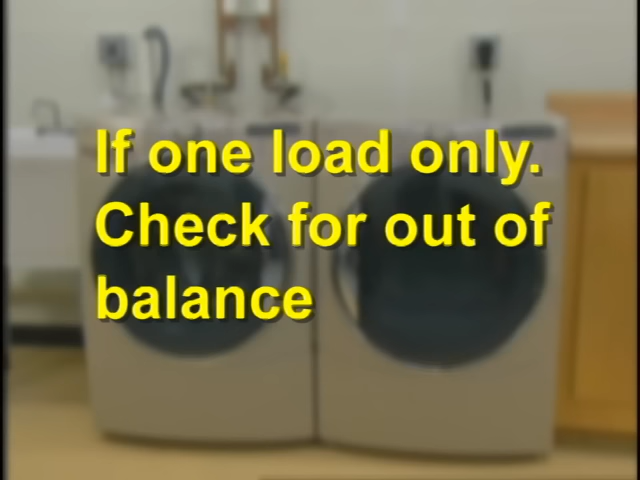 If one load only.
Check for out of
balance